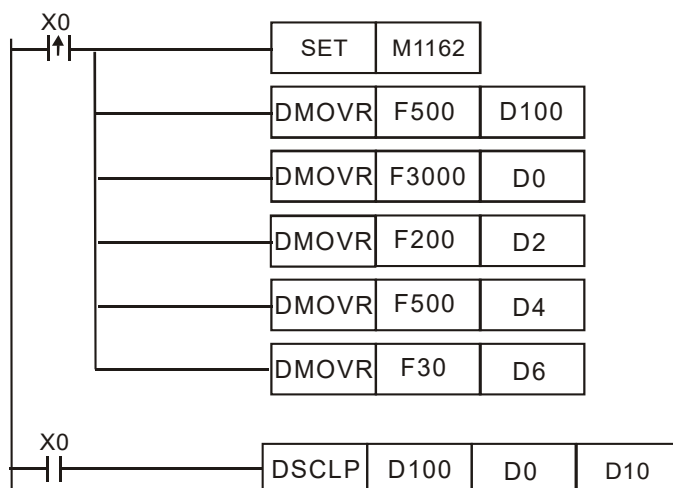 X0
SET M1162
DMOVR F500 D100
DMOVR F3000 D0
DMOVR F200 D2
DMOVR F500 D4
DMOVR F30 D6
X0
DSCLP D100 D0 D10